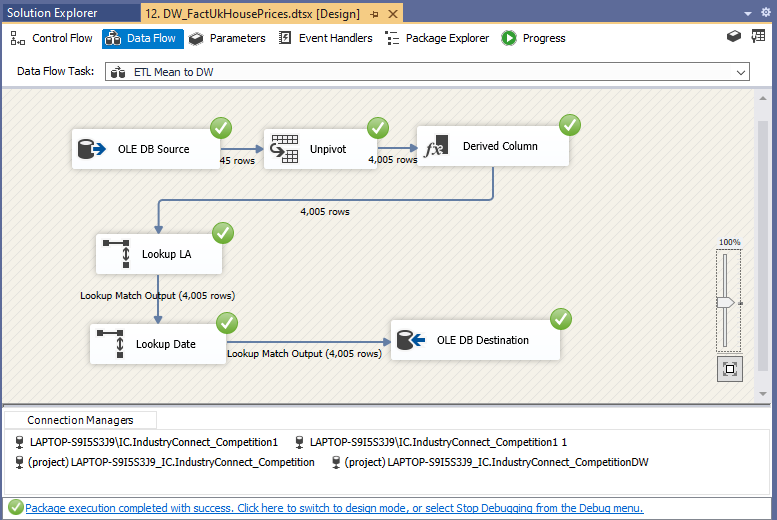 Solution Explorer
12. DW_FactUkHousePrices.dtsx [Design]
Control Flow
Data Flow
Parameters
Event Handlers
Package Explorer
Progress
Data Flow Task:
ETL Mean to DW
OLE DB Source
45 rows
Unpivot
4,005 rows
Derived Column
4,005 rows
Lookup LA
Lookup Match Output (4,005 rows)
Lookup Date
Lookup Match Output (4,005 rows)
OLE DB Destination
100%
Connection Managers
LAPTOP-S9I5S3J9\IC.IndustryConnect_Competition1
LAPTOP-S9I5S3J9\IC.IndustryConnect_Competition1 1
(project) LAPTOP-S9I5S3J9_IC.IndustryConnect_Competition
(project) LAPTOP-S9I5S3J9_IC.IndustryConnect_CompetitionDW
Package execution completed with success. Click here to switch to design mode, or select Stop Debugging from the Debug menu.